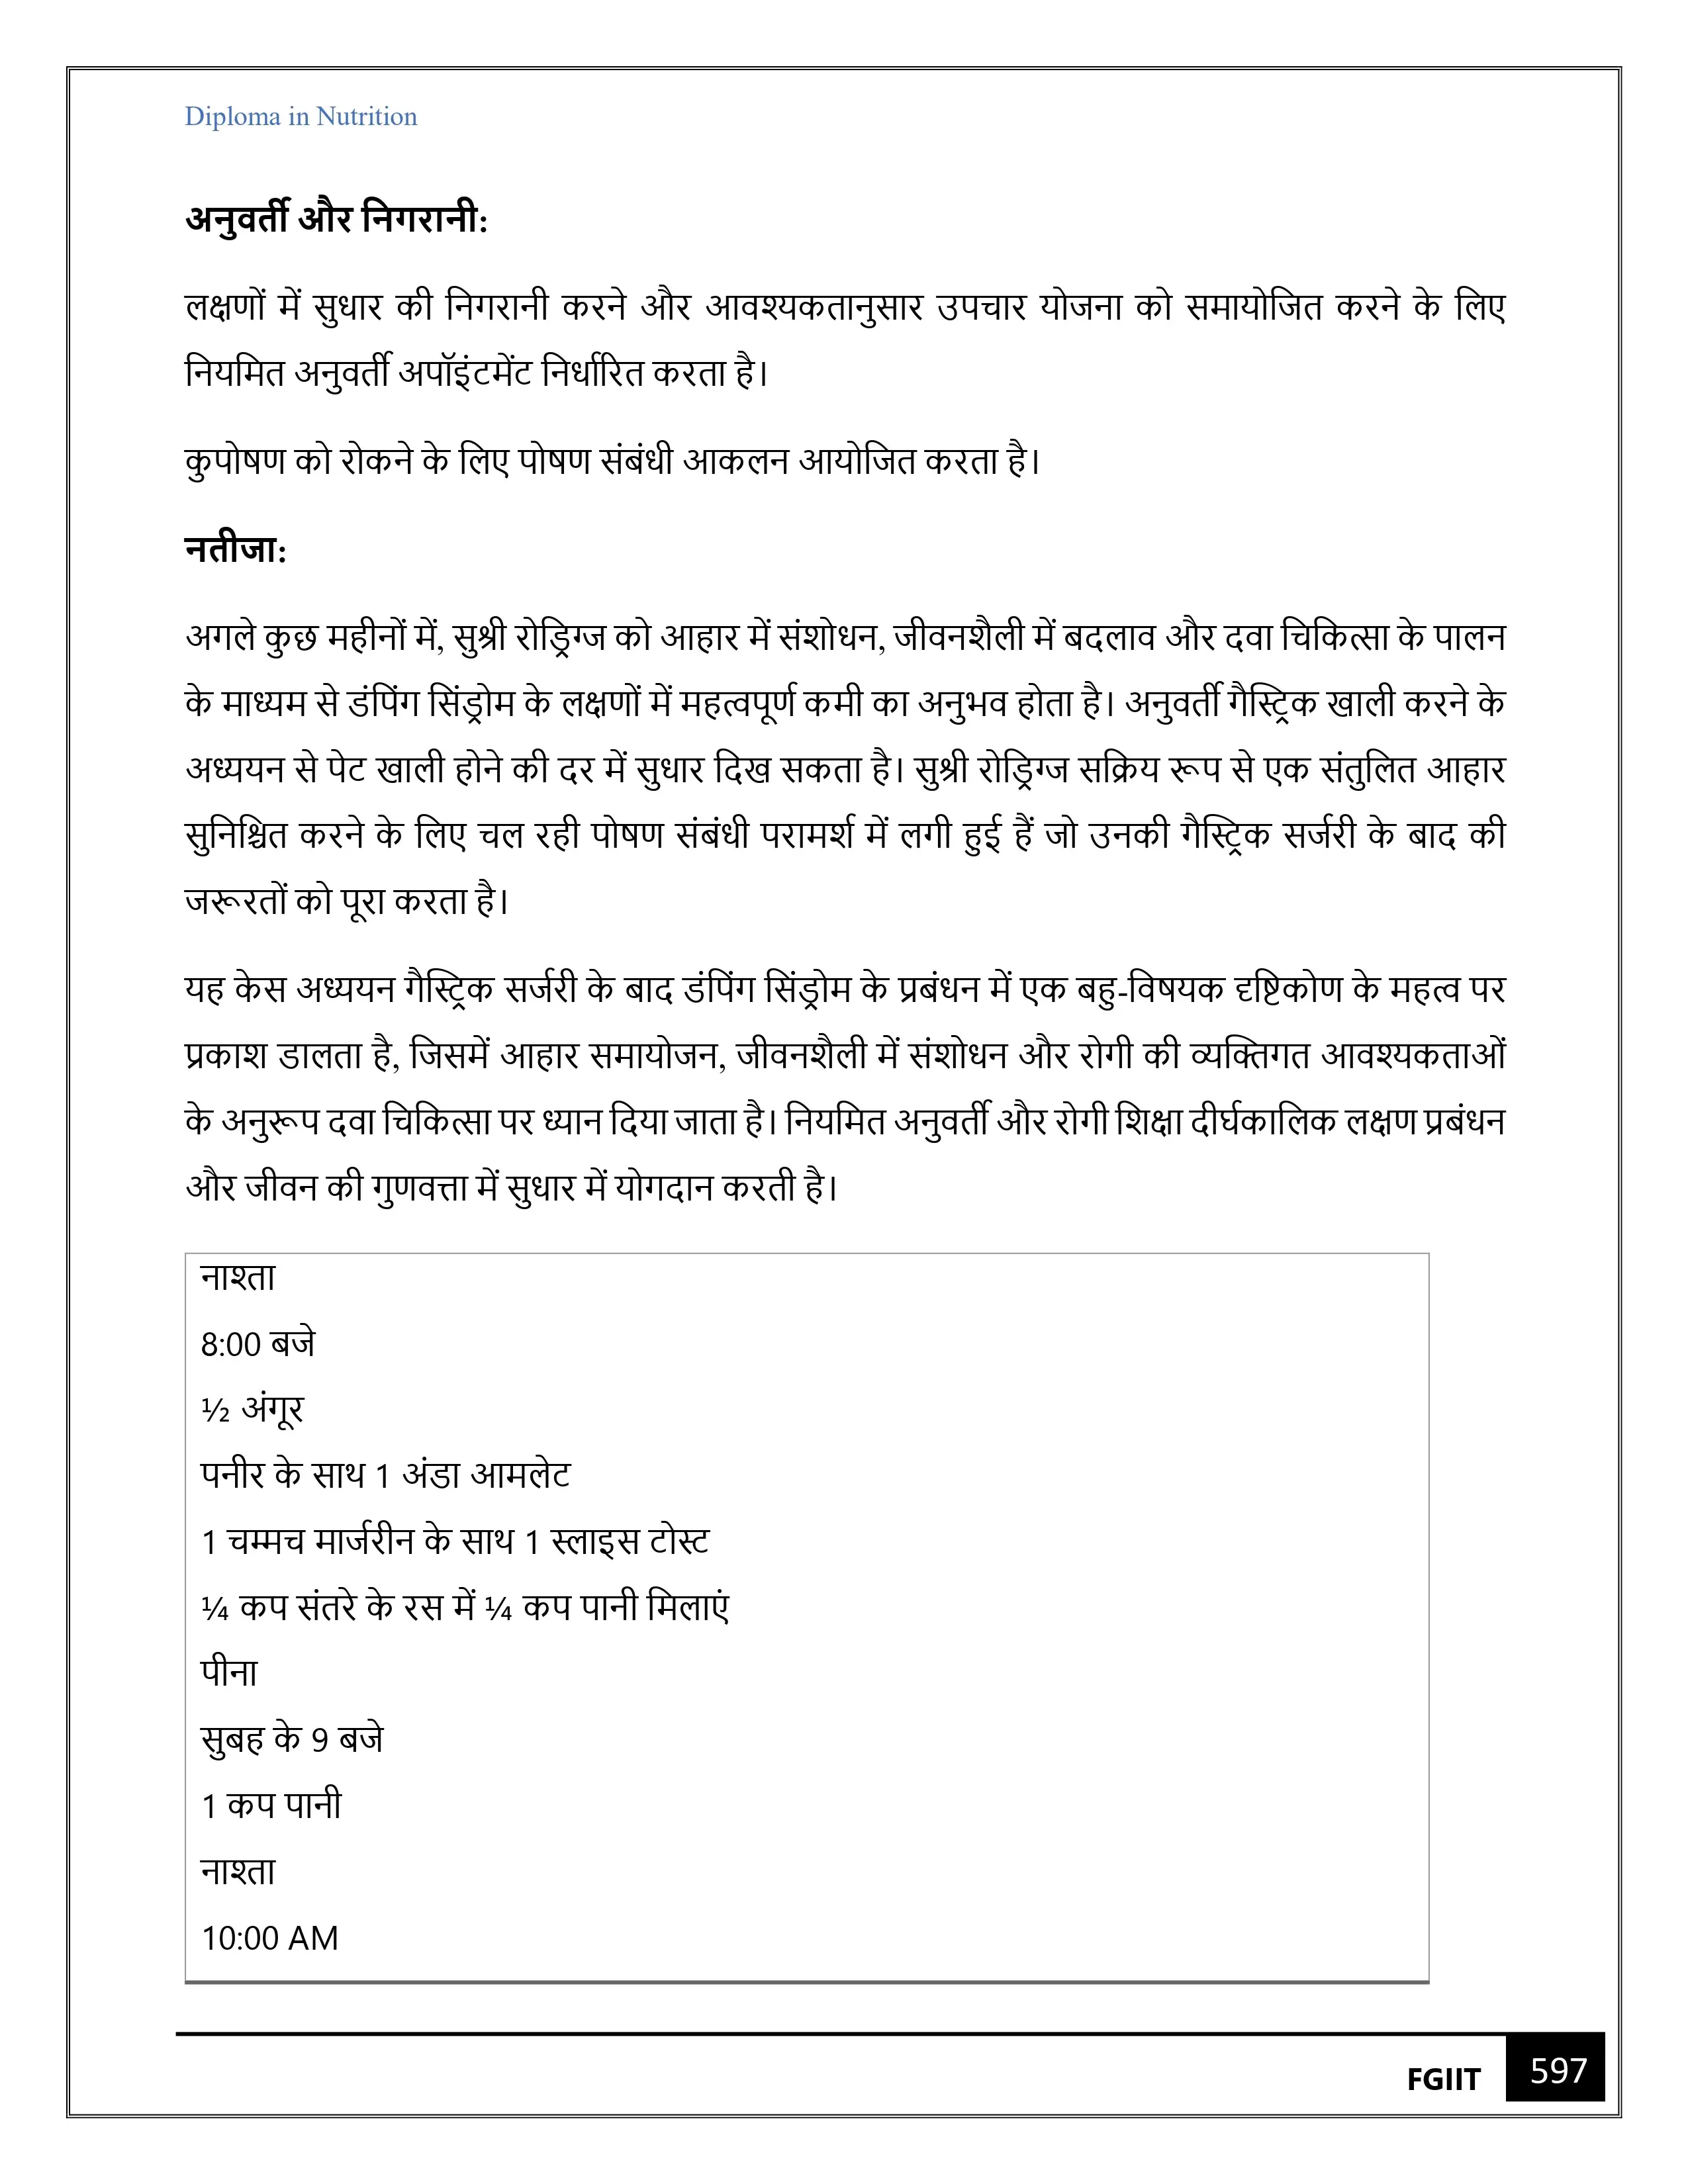 Diploma in Nutrition
अनुवर्ती और निगरानी:
लक्षणों में सुधार की निगरानी करने और आवश्यकतानुसार उपचार योजना को समायोजित करने के लिए
नियमित अनुवर्ती अपॉइंटमेंट निर्धारित करता है।
कुपोषण को रोकने के लिए पोषण संबंधी आकलन आयोजित करता है।
नतीजा:
अगले कुछ महीनों में, सुश्री रोड्रिग्ज को आहार में संशोधन, जीवनशैली में बदलाव और दवा चिकित्सा के पालन
के माध्यम से डंपिंग सिंड्रोम के लक्षणों में महत्वपूर्ण कमी का अनुभव होता है। अनुवर्ती गैस्ट्रिक खाली करने के
अध्ययन से पेट खाली होने की दर में सुधार दिख सकता है। सुश्री रोड्रिग्ज सक्रिय रूप से एक संतुलित आहार
सुनिश्चित करने के लिए चल रही पोषण संबंधी परामर्श में लगी हुई हैं जो उनकी गैस्ट्रिक सर्जरी के बाद की
जरूरतों को पूरा करता है।
यह केस अध्ययन गैस्ट्रिक सर्जरी के बाद डंपिंग सिंड्रोम के प्रबंधन में एक बहु-विषयक दृष्टिकोण के महत्व पर
प्रकाश डालता है, जिसमें आहार समायोजन, जीवनशैली में संशोधन और रोगी की व्यक्तिगत आवश्यकताओं
के अनुरूप दवा चिकित्सा पर ध्यान दिया जाता है। नियमित अनुवर्ती और रोगी शिक्षा दीर्घकालिक लक्षण प्रबंधन
और जीवन की गुणवत्ता में सुधार में योगदान करती है।
नाश्ता
8:00 बजे
½ अंगूर
पनीर के साथ 1 अंडा आमलेट
1 चम्मच मार्जरीन के साथ 1 स्लाइस टोस्ट
¼ कप संतरे के रस में ¼ कप पानी मिलाएं
पीना
सुबह के 9 बजे
1 कप पानी
नाश्ता
10:00 AM
FGIIT 597